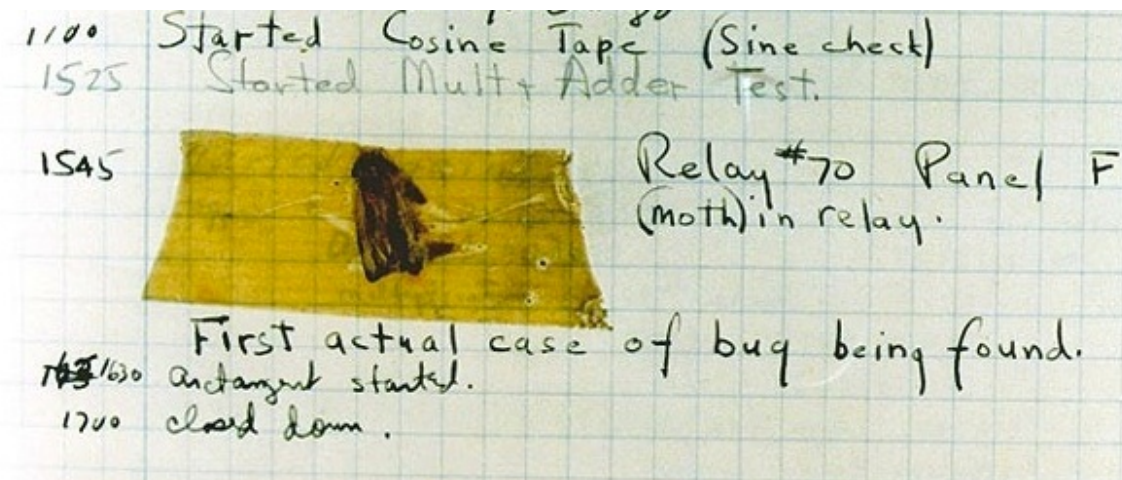 1100 Started Cosine Tape (Sine check)
1525 Started Mult + Adder Test.
1545 Relay #70 Panel F
(moth) in relay.
First actual case of bug being found.
1630 arctangent started.
1700 closed down.